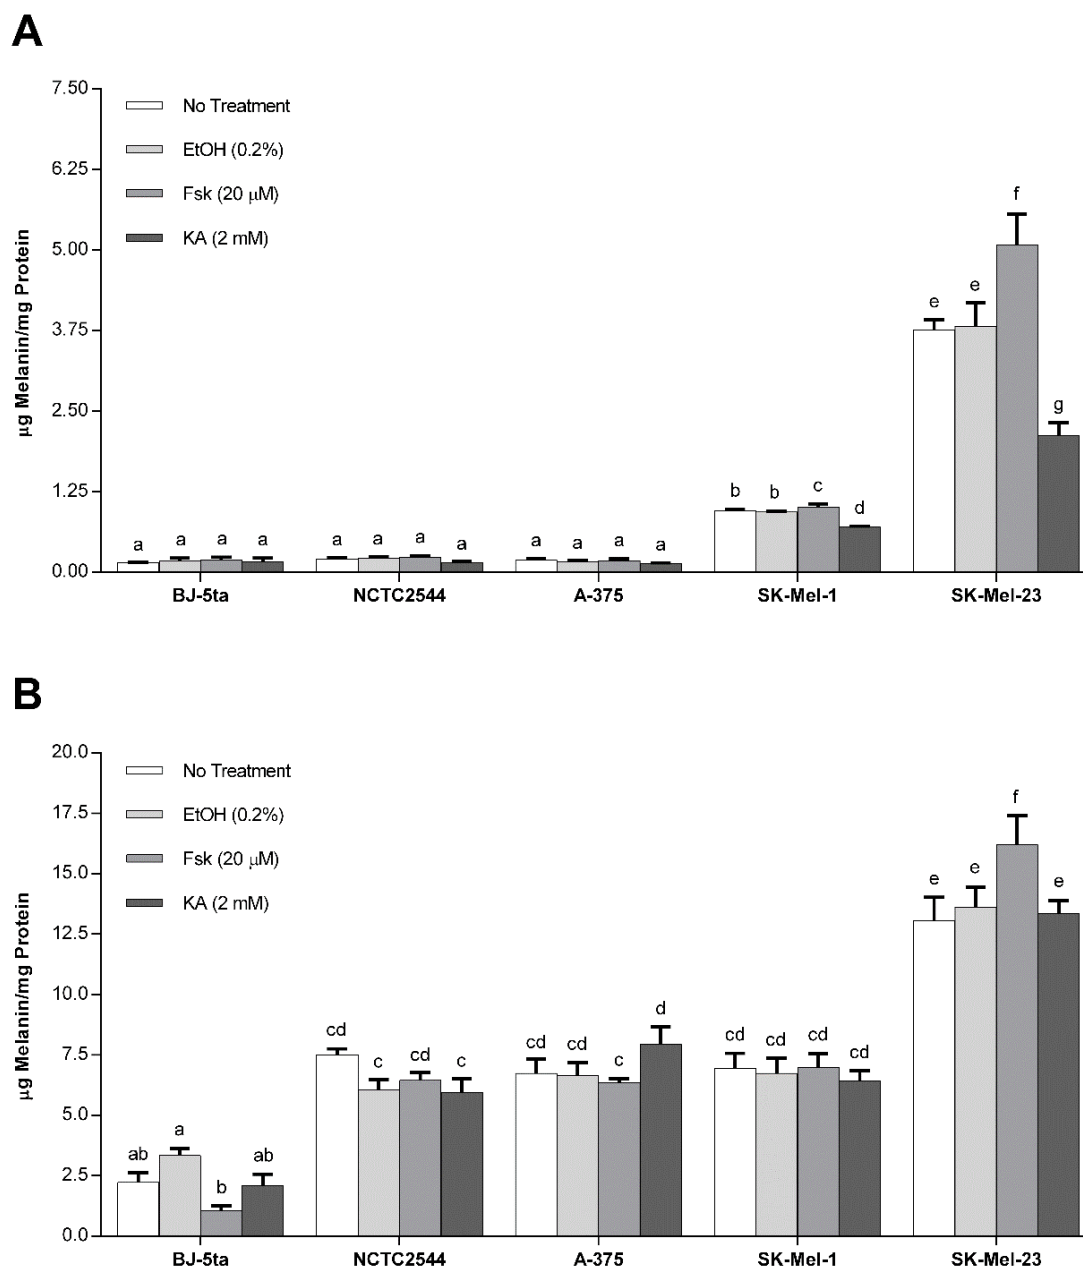 A
7.50
6.25
5.00
3.75
2.50
1.25
0.00
µg Melanin/mg Protein
No Treatment
EtOH (0.2%)
Fsk (20 µM)
KA (2 mM)
a a a a a a a a a a a a b b c d e e f g
BJ-5ta NCTC2544 A-375 SK-Mel-1 SK-Mel-23
B
20.0
17.5
15.0
12.5
10.0
7.5
5.0
2.5
0.0
µg Melanin/mg Protein
No Treatment
EtOH (0.2%)
Fsk (20 µM)
KA (2 mM)
ab a b ab cd c cd c cd cd c d cd cd cd cd e e f e
BJ-5ta NCTC2544 A-375 SK-Mel-1 SK-Mel-23